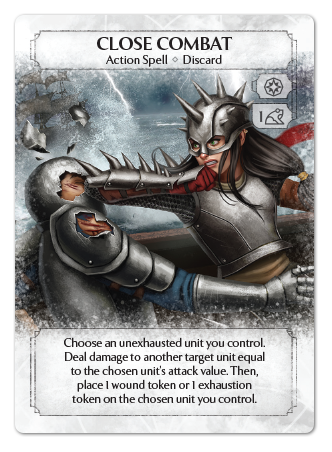 CLOSE COMBAT
Action Spell ◇ Discard
1
Choose an unexhausted unit you control.
Deal damage to another target unit equal
to the chosen unit's attack value. Then,
place 1 wound token or 1 exhaustion
token on the chosen unit you control.